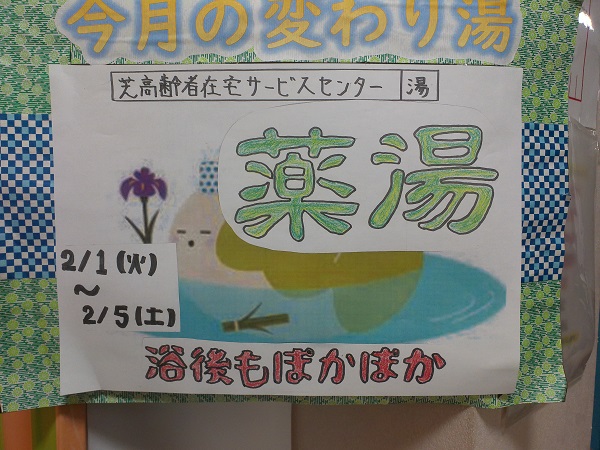 今月の変わり湯
芝高齢者在宅サービスセンター 湯
薬湯
2/1(火)
~
2/5(土)
浴後もぽかぽか